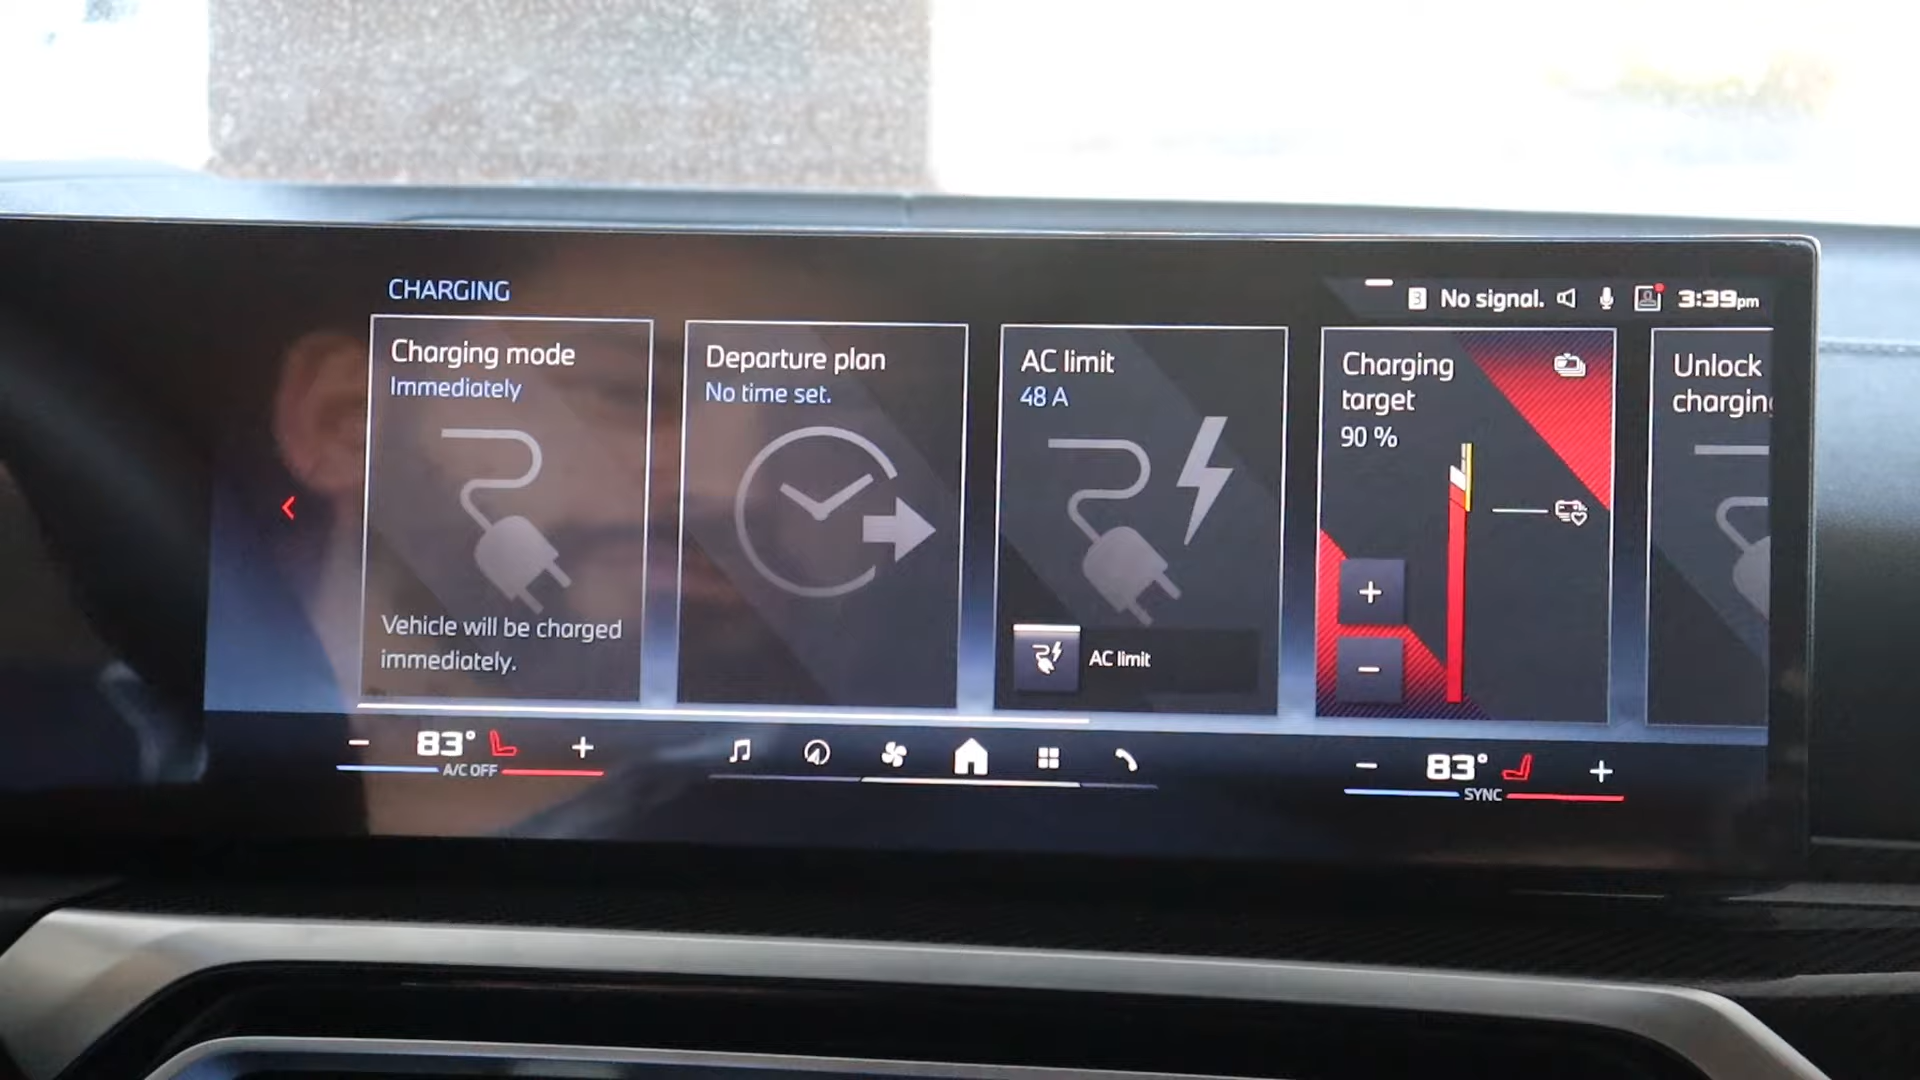 CHARGING
3 No signal. 3:39pm
Charging mode
Immediately
Vehicle will be charged
immediately.
Departure plan
No time set.
AC limit
48 A
AC limit
Charging
target
90 %
+
−
Unlock
− 83° +
A/C OFF
− 83° +
SYNC